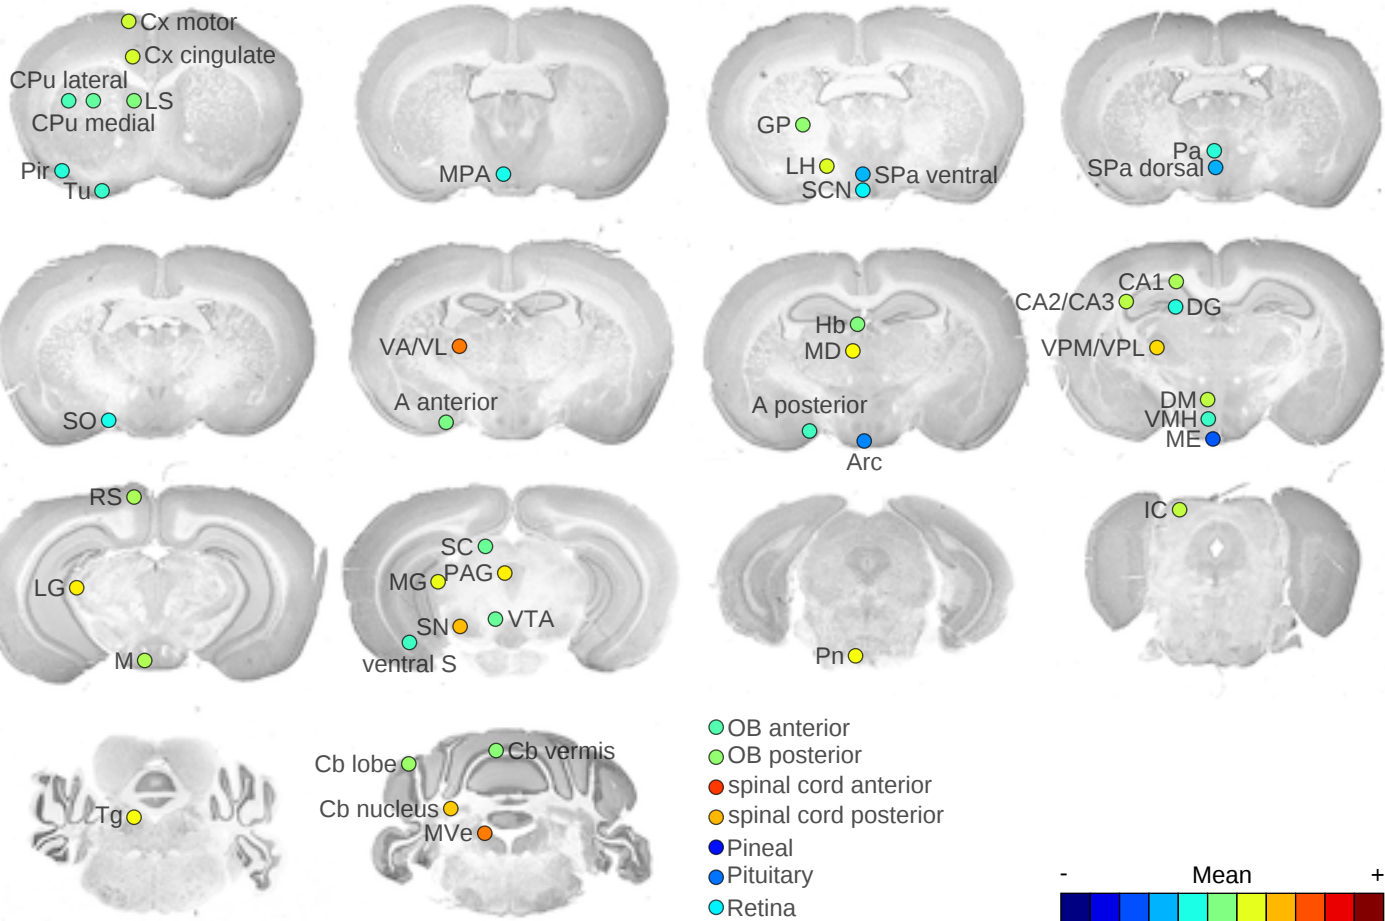 Cx motor
Cx cingulate
CPu lateral
LS
CPu medial
Pir
Tu
MPA
GP
LH
SPa ventral
SCN
Pa
SPa dorsal
SO
VA/VL
A anterior
Hb
MD
A posterior
Arc
CA1
CA2/CA3
DG
VPM/VPL
DM
VMH
ME
RS
LG
M
SC
MG
PAG
SN
VTA
ventral S
Pn
IC
Tg
Cb lobe
Cb vermis
Cb nucleus
MVe
OB anterior
OB posterior
spinal cord anterior
spinal cord posterior
Pineal
Pituitary
Retina
- Mean +